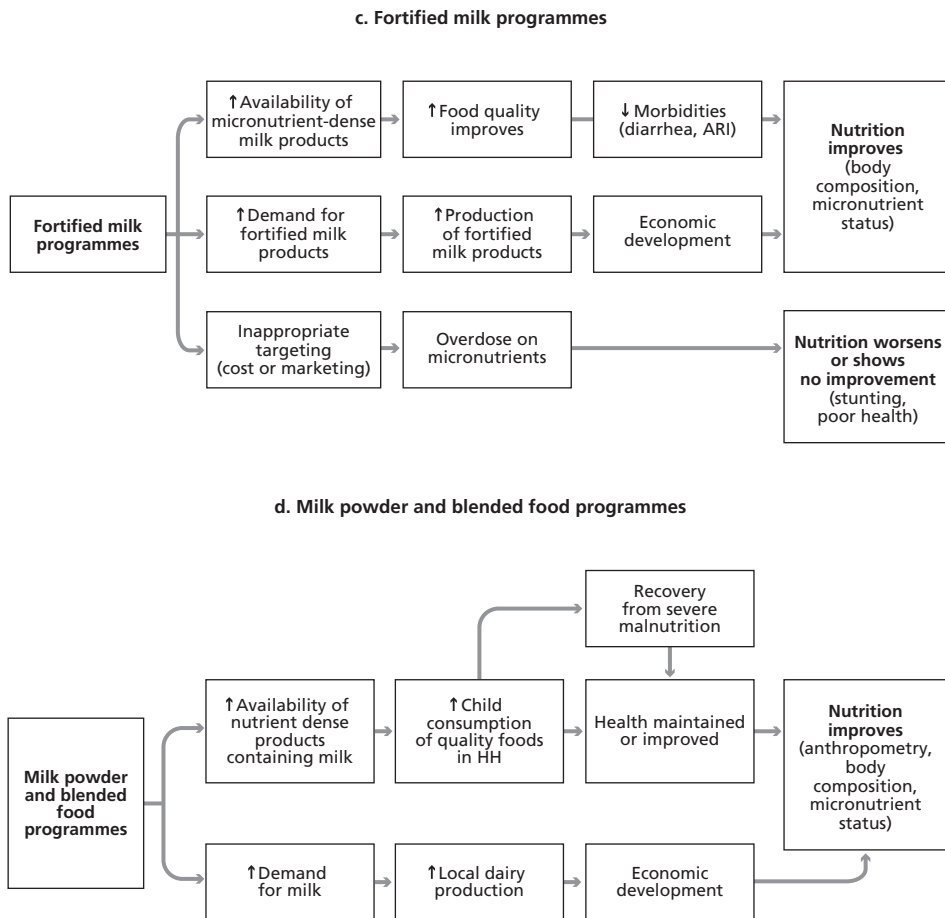 c. Fortified milk programmes
↑Availability of
micronutrient-dense
milk products
↑Food quality
improves
↓Morbidities
(diarrhea, ARI)
Nutrition
improves
(body
composition,
micronutrient
status)
Fortified milk
programmes
↑Demand for
fortified milk
products
↑Production
of fortified
milk products
Economic
development
Inappropriate
targeting
(cost or marketing)
Overdose on
micronutrients
Nutrition worsens
or shows
no improvement
(stunting,
poor health)
d. Milk powder and blended food programmes
Recovery
from severe
malnutrition
↑Availability of
nutrient dense
products
containing milk
↑Child
consumption
of quality foods
in HH
Health maintained
or improved
Nutrition
improves
(anthropometry,
body
composition,
micronutrient
status)
Milk powder
and blended
food
programmes
↑Demand
for milk
↑Local dairy
production
Economic
development